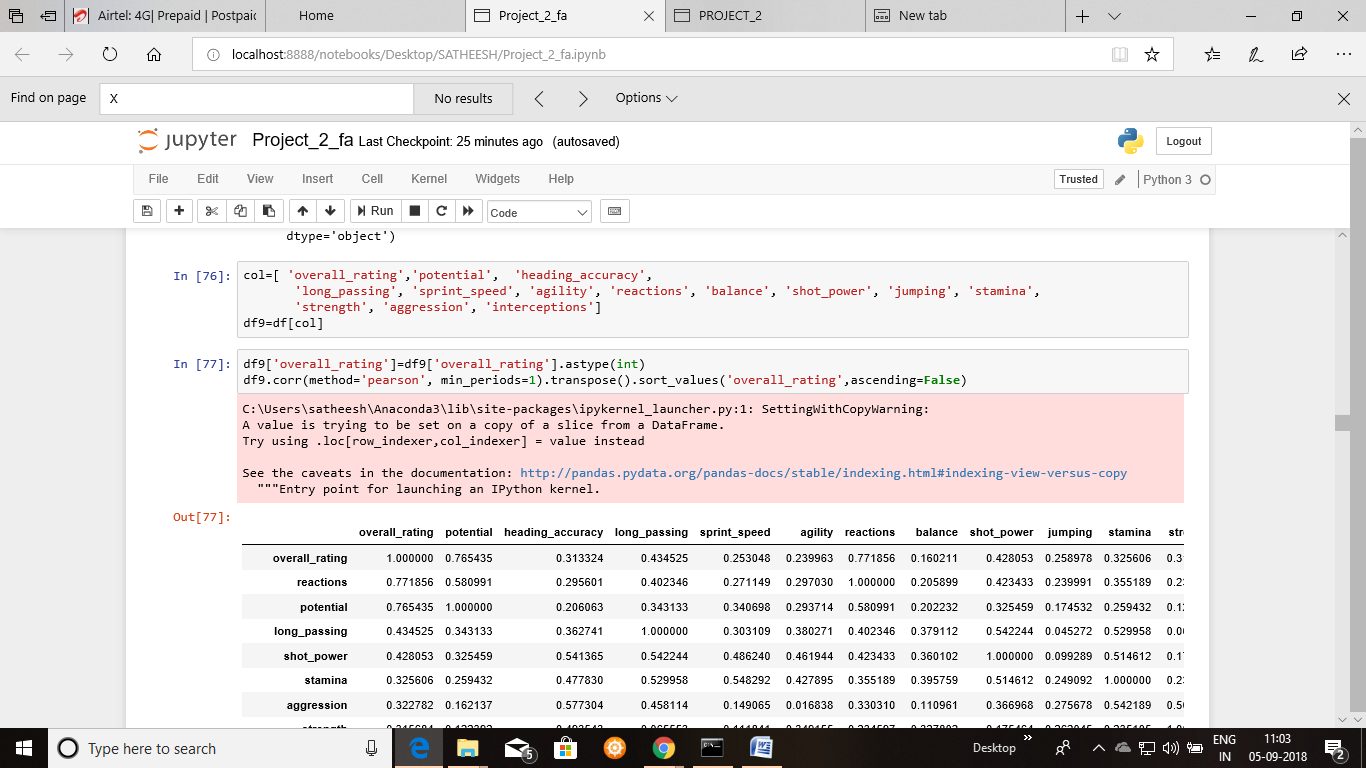 Airtel: 4G| Prepaid | Postpaid
Home
Project_2_fa
PROJECT_2
New tab
localhost:8888/notebooks/Desktop/SATHEESH/Project_2_fa.ipynb
Find on page
X
No results
Options
jupyter Project_2_fa Last Checkpoint: 25 minutes ago (autosaved)
Logout
File Edit View Insert Cell Kernel Widgets Help
Trusted
Python 3
Run
Code
dtype='object')
In [76]: col=[ 'overall_rating','potential', 'heading_accuracy',
'long_passing', 'sprint_speed', 'agility', 'reactions', 'balance', 'shot_power', 'jumping', 'stamina',
'strength', 'aggression', 'interceptions']
df9=df[col]
In [77]: df9['overall_rating']=df9['overall_rating'].astype(int)
df9.corr(method='pearson', min_periods=1).transpose().sort_values('overall_rating',ascending=False)
C:\Users\satheesh\Anaconda3\lib\site-packages\ipykernel_launcher.py:1: SettingWithCopyWarning:
A value is trying to be set on a copy of a slice from a DataFrame.
Try using .loc[row_indexer,col_indexer] = value instead
See the caveats in the documentation: http://pandas.pydata.org/pandas-docs/stable/indexing.html#indexing-view-versus-copy
"""Entry point for launching an IPython kernel.
Out[77]:
overall_rating potential heading_accuracy long_passing sprint_speed agility reactions balance shot_power jumping stamina
overall_rating 1.000000 0.765435 0.313324 0.434525 0.253048 0.239963 0.771856 0.160211 0.428053 0.258978 0.325606
reactions 0.771856 0.580991 0.295601 0.402346 0.271149 0.297030 1.000000 0.205899 0.423433 0.239991 0.355189
potential 0.765435 1.000000 0.206063 0.343133 0.340698 0.293714 0.580991 0.202232 0.325459 0.174532 0.259432
long_passing 0.434525 0.343133 0.362741 1.000000 0.303109 0.380271 0.402346 0.379112 0.542244 0.045272 0.529958
shot_power 0.428053 0.325459 0.541365 0.542244 0.486240 0.461944 0.423433 0.360102 1.000000 0.099289 0.514612
stamina 0.325606 0.259432 0.477830 0.529958 0.548292 0.427895 0.355189 0.395759 0.514612 0.249092 1.000000
aggression 0.322782 0.162137 0.577304 0.458114 0.149065 0.016838 0.330310 0.110961 0.366968 0.275678 0.542189
Type here to search
5
Desktop
ENG
IN
11:03
05-09-2018
2